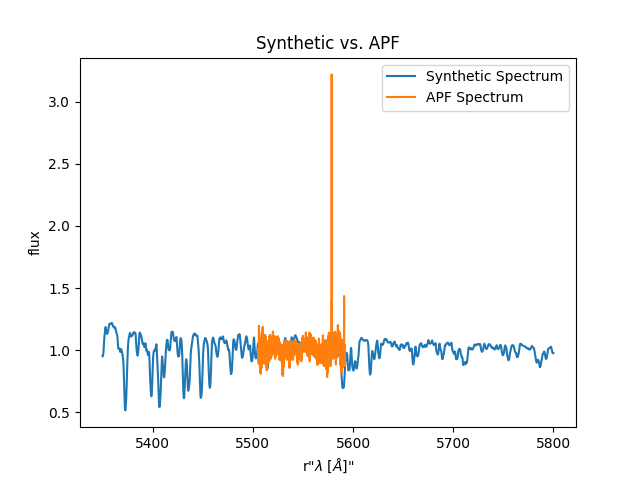 Synthetic vs. APF
Synthetic Spectrum
APF Spectrum
3.0
2.5
2.0
1.5
1.0
0.5
flux
5400 5500 5600 5700 5800
r"λ [Å]"